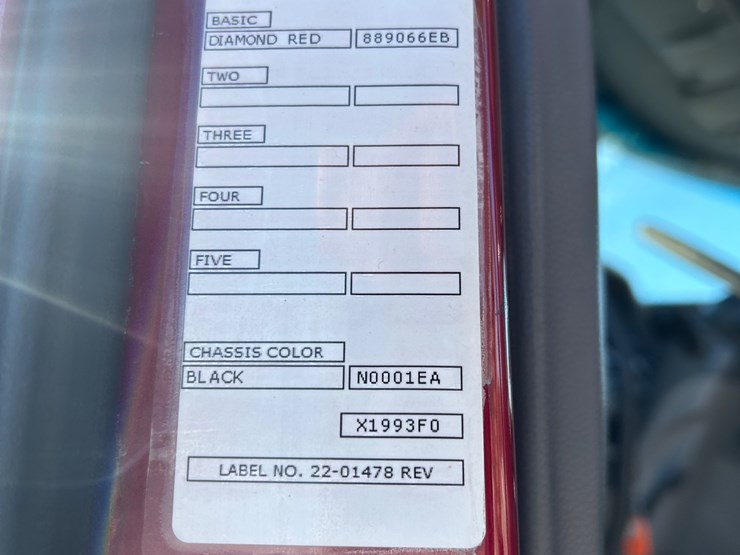 BASIC
DIAMOND RED 889066EB
TWO
THREE
FOUR
FIVE
CHASSIS COLOR
BLACK N0001EA
X1993F0
LABEL NO. 22-01478 REV